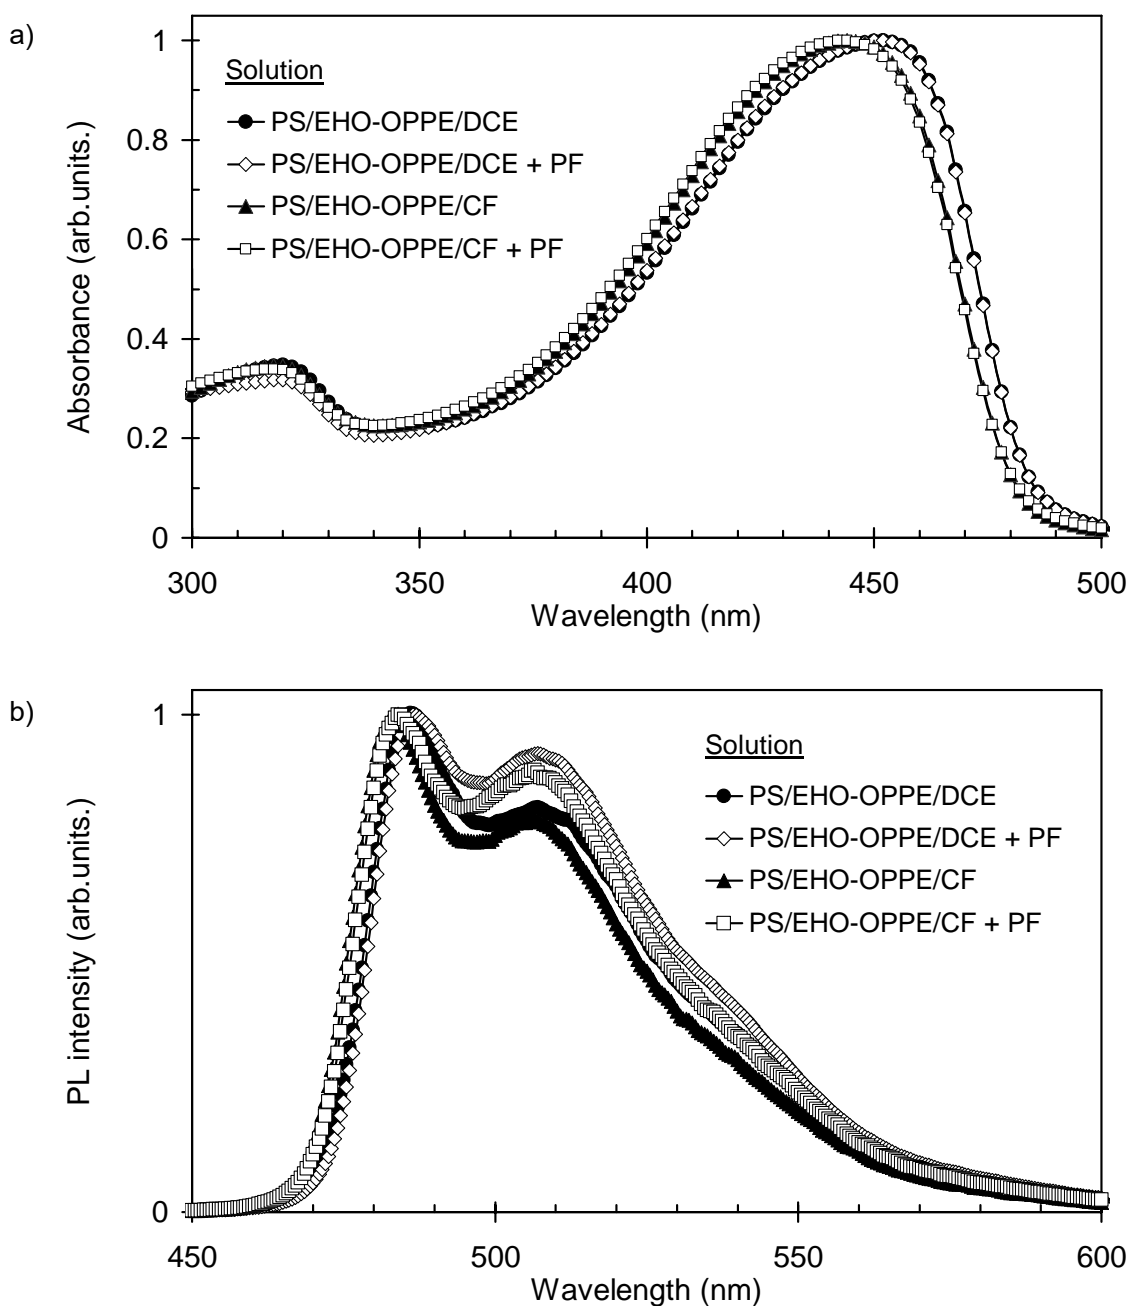 a)
1
0.8
0.6
0.4
0.2
0
Absorbance (arb.units.)
Solution
PS/EHO-OPPE/DCE
PS/EHO-OPPE/DCE + PF
PS/EHO-OPPE/CF
PS/EHO-OPPE/CF + PF
300 350 400 450 500
Wavelength (nm)
b)
1
0
PL intensity (arb.units.)
Solution
PS/EHO-OPPE/DCE
PS/EHO-OPPE/DCE + PF
PS/EHO-OPPE/CF
PS/EHO-OPPE/CF + PF
450 500 550 600
Wavelength (nm)